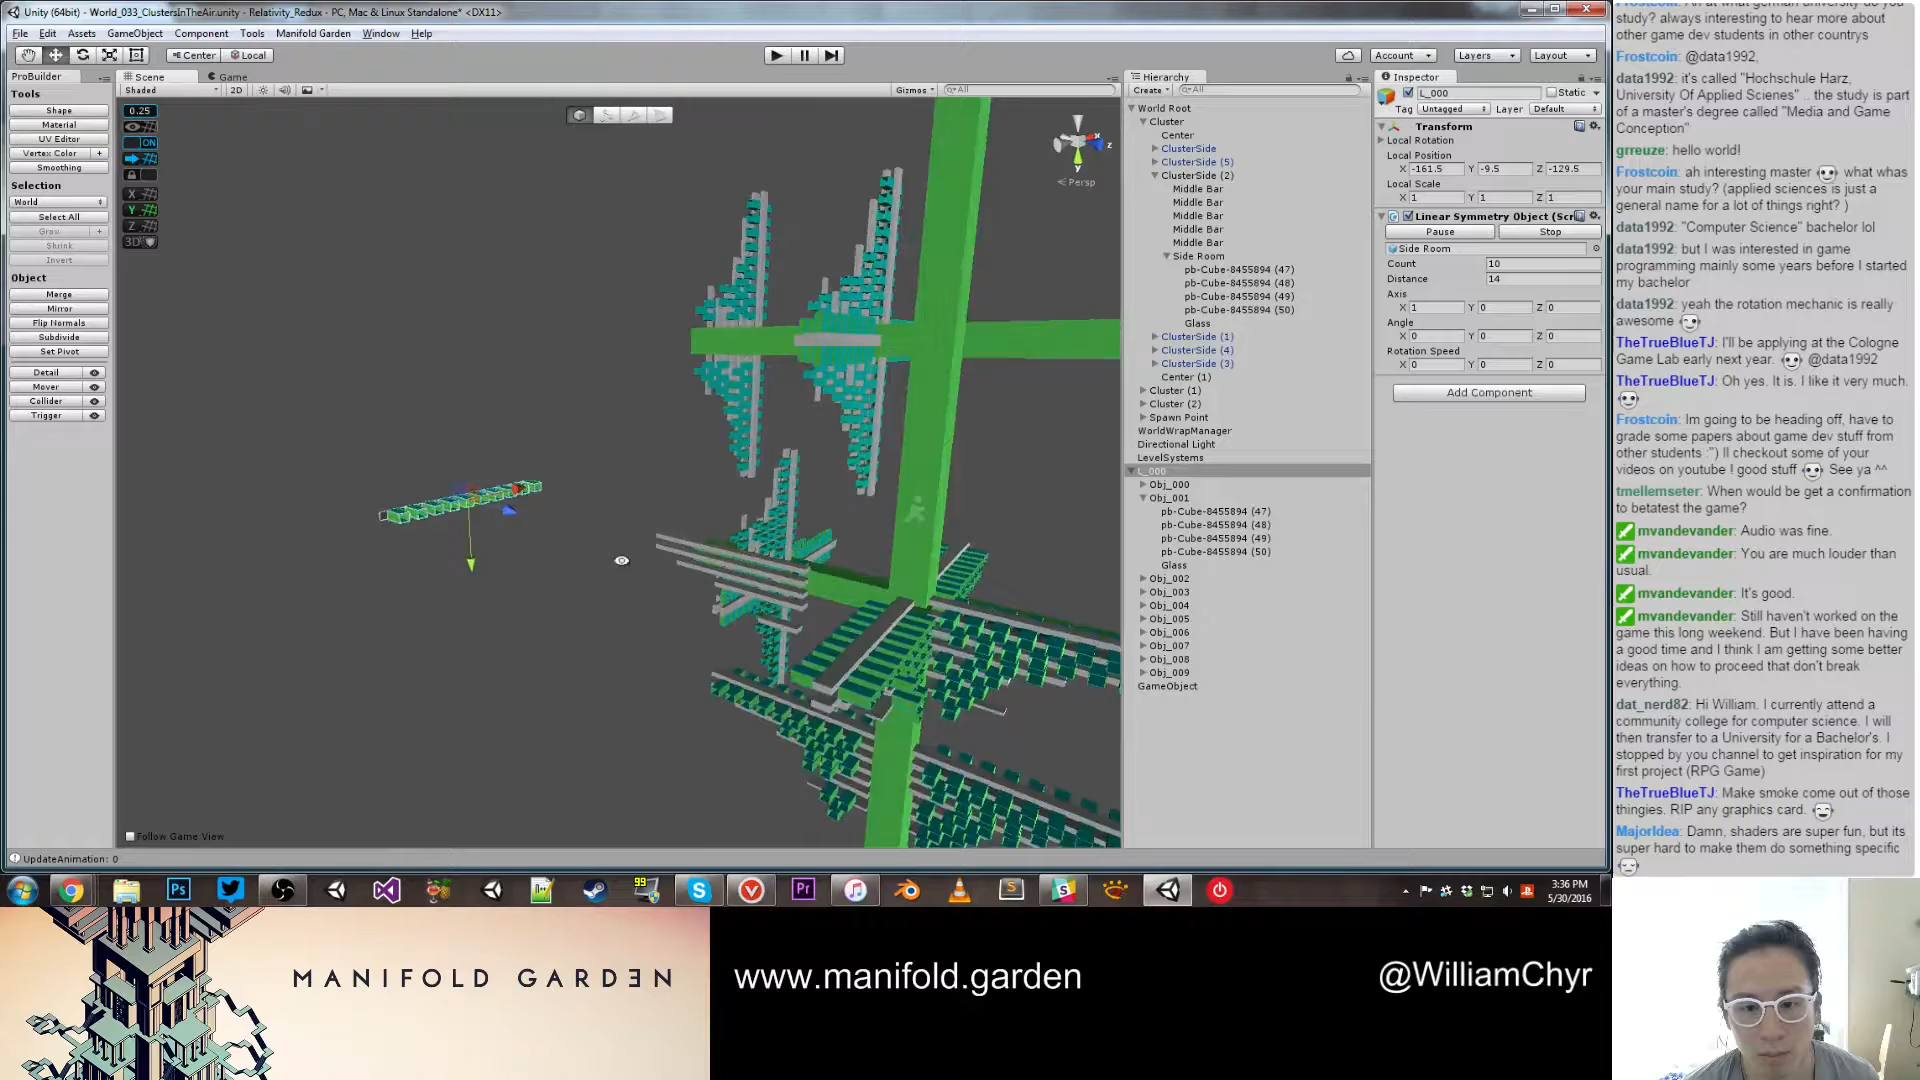 Unity (64bit) - World_033_ClustersInTheAir.unity - Relativity_Redux - PC, Mac & Linux Standalone* <DX11>
File Edit Assets GameObject Component Tools Manifold Garden Window Help
Center Local
Account Layers Layout
ProBuilder
Scene
Game
Shaded
2D
Gizmos
All
Tools
Shape
Material
UV Editor
Vertex Color +
Smoothing
Selection
World
Select All
Grow +
Shrink
Invert
Object
Merge
Mirror
Flip Normals
Subdivide
Set Pivot
Detail
Mover
Collider
Trigger
0.25
ON
X
Y
Z
3D
x
z
y
Persp
Follow Game View
UpdateAnimation: 0
Hierarchy
Create
All
World Root
Cluster
Center
ClusterSide
ClusterSide (5)
ClusterSide (2)
Middle Bar
Middle Bar
Middle Bar
Middle Bar
Middle Bar
Side Room
pb-Cube-8455894 (47)
pb-Cube-8455894 (48)
pb-Cube-8455894 (49)
pb-Cube-8455894 (50)
Glass
ClusterSide (1)
ClusterSide (4)
ClusterSide (3)
Center (1)
Cluster (1)
Cluster (2)
Spawn Point
WorldWrapManager
Directional Light
LevelSystems
L_000
Obj_000
Obj_001
pb-Cube-8455894 (47)
pb-Cube-8455894 (48)
pb-Cube-8455894 (49)
pb-Cube-8455894 (50)
Glass
Obj_002
Obj_003
Obj_004
Obj_005
Obj_006
Obj_007
Obj_008
Obj_009
GameObject
Inspector
L_000
Static
Tag Untagged Layer Default
Transform
Local Rotation
Local Position
X -161.5 Y -9.5 Z -129.5
Local Scale
X 1 Y 1 Z 1
Linear Symmetry Object (Scr
Pause Stop
Side Room
Count 10
Distance 14
Axis
X 1 Y 0 Z 0
Angle
X 0 Y 0 Z 0
Rotation Speed
X 0 Y 0 Z 0
Add Component
study? always interesting to hear more about
other game dev students in other countrys
Frostcoin: @data1992,
data1992: it's called "Hochschule Harz,
University Of Applied Scienes" .. the study is part
of a master's degree called "Media and Game
Conception"
grreuze: hello world!
Frostcoin: ah interesting master what whas
your main study? (applied sciences is just a
general name for a lot of things right? )
data1992: "Computer Science" bachelor lol
data1992: but I was interested in game
programming mainly some years before I started
my bachelor
data1992: yeah the rotation mechanic is really
awesome
TheTrueBlueTJ: I'll be applying at the Cologne
Game Lab early next year. @data1992
TheTrueBlueTJ: Oh yes. It is. I like it very much.
Frostcoin: Im going to be heading off, have to
grade some papers about game dev stuff from
other students :") Il checkout some of your
videos on youtube ! good stuff See ya ^^
tmellemseter: When would be get a confirmation
to betatest the game?
mvandevander: Audio was fine.
mvandevander: You are much louder than
usual.
mvandevander: It's good.
mvandevander: Still haven't worked on the
game this long weekend. But I have been having
a good time and I think I am getting some better
ideas on how to proceed that don't break
everything.
dat_nerd82: Hi William. I currently attend a
community college for computer science. I will
then transfer to a University for a Bachelor's. I
stopped by you channel to get inspiration for my
first project (RPG Game)
TheTrueBlueTJ: Make smoke come out of those
thingies. RIP any graphics card.
MajorIdea: Damn, shaders are super fun, but its
super hard to make them do something specific
Ps
99
Pr
S
3:36 PM
5/30/2016
MANIFOLD GARDƎN
www.manifold.garden
@WilliamChyr